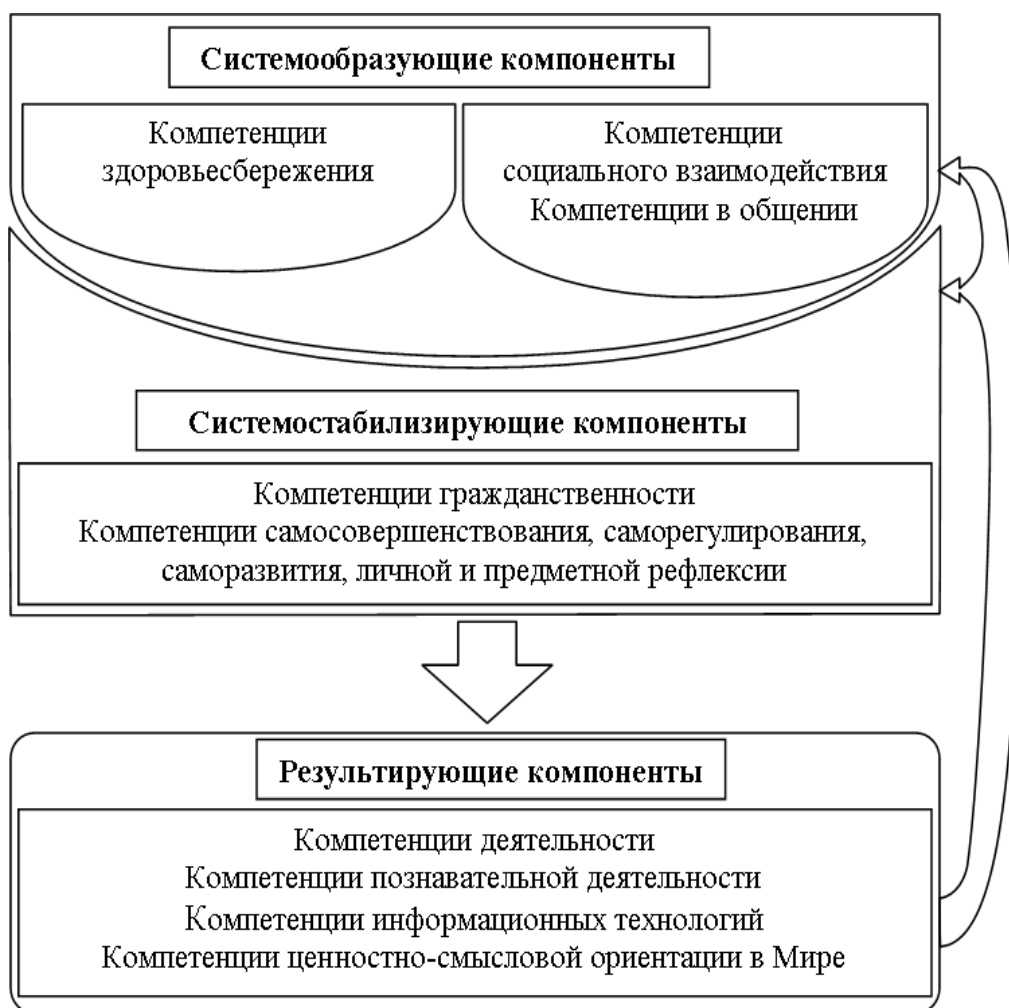 Системообразующие компоненты
Компетенции
здоровьесбережения
Компетенции
социального взаимодействия
Компетенции в общении
Системостабилизирующие компоненты
Компетенции гражданственности
Компетенции самосовершенствования, саморегулирования,
саморазвития, личной и предметной рефлексии
Результирующие компоненты
Компетенции деятельности
Компетенции познавательной деятельности
Компетенции информационных технологий
Компетенции ценностно-смысловой ориентации в Мире